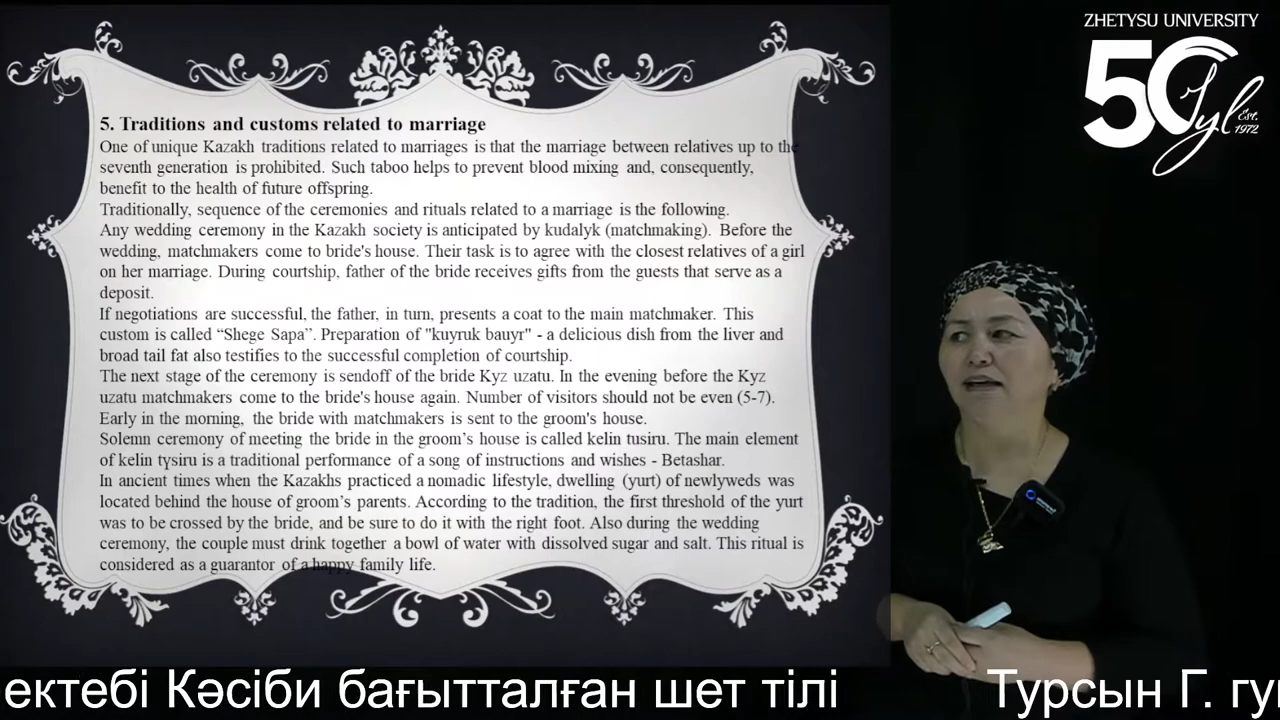 5. Traditions and customs related to marriage
One of unique Kazakh traditions related to marriages is that the marriage between relatives up to the
seventh generation is prohibited. Such taboo helps to prevent blood mixing and, consequently,
benefit to the health of future offspring.
Traditionally, sequence of the ceremonies and rituals related to a marriage is the following.
Any wedding ceremony in the Kazakh society is anticipated by kudalyk (matchmaking). Before the
wedding, matchmakers come to bride's house. Their task is to agree with the closest relatives of a girl
on her marriage. During courtship, father of the bride receives gifts from the guests that serve as a
deposit.
If negotiations are successful, the father, in turn, presents a coat to the main matchmaker. This
custom is called “Shege Sapa”. Preparation of "kuyruk bauyr" - a delicious dish from the liver and
broad tail fat also testifies to the successful completion of courtship.
The next stage of the ceremony is sendoff of the bride Kyz uzatu. In the evening before the Kyz
uzatu matchmakers come to the bride's house again. Number of visitors should not be even (5-7).
Early in the morning, the bride with matchmakers is sent to the groom's house.
Solemn ceremony of meeting the bride in the groom’s house is called kelin tusiru. The main element
of kelin tүsiru is a traditional performance of a song of instructions and wishes - Betashar.
In ancient times when the Kazakhs practiced a nomadic lifestyle, dwelling (yurt) of newlyweds was
located behind the house of groom’s parents. According to the tradition, the first threshold of the yurt
was to be crossed by the bride, and be sure to do it with the right foot. Also during the wedding
ceremony, the couple must drink together a bowl of water with dissolved sugar and salt. This ritual is
considered as a guarantor of a happy family life.
ZHETYSU UNIVERSITY
50 Jyl
Est.
1972
ектебі Кәсіби бағытталған шет тілі Турсын Г. гу